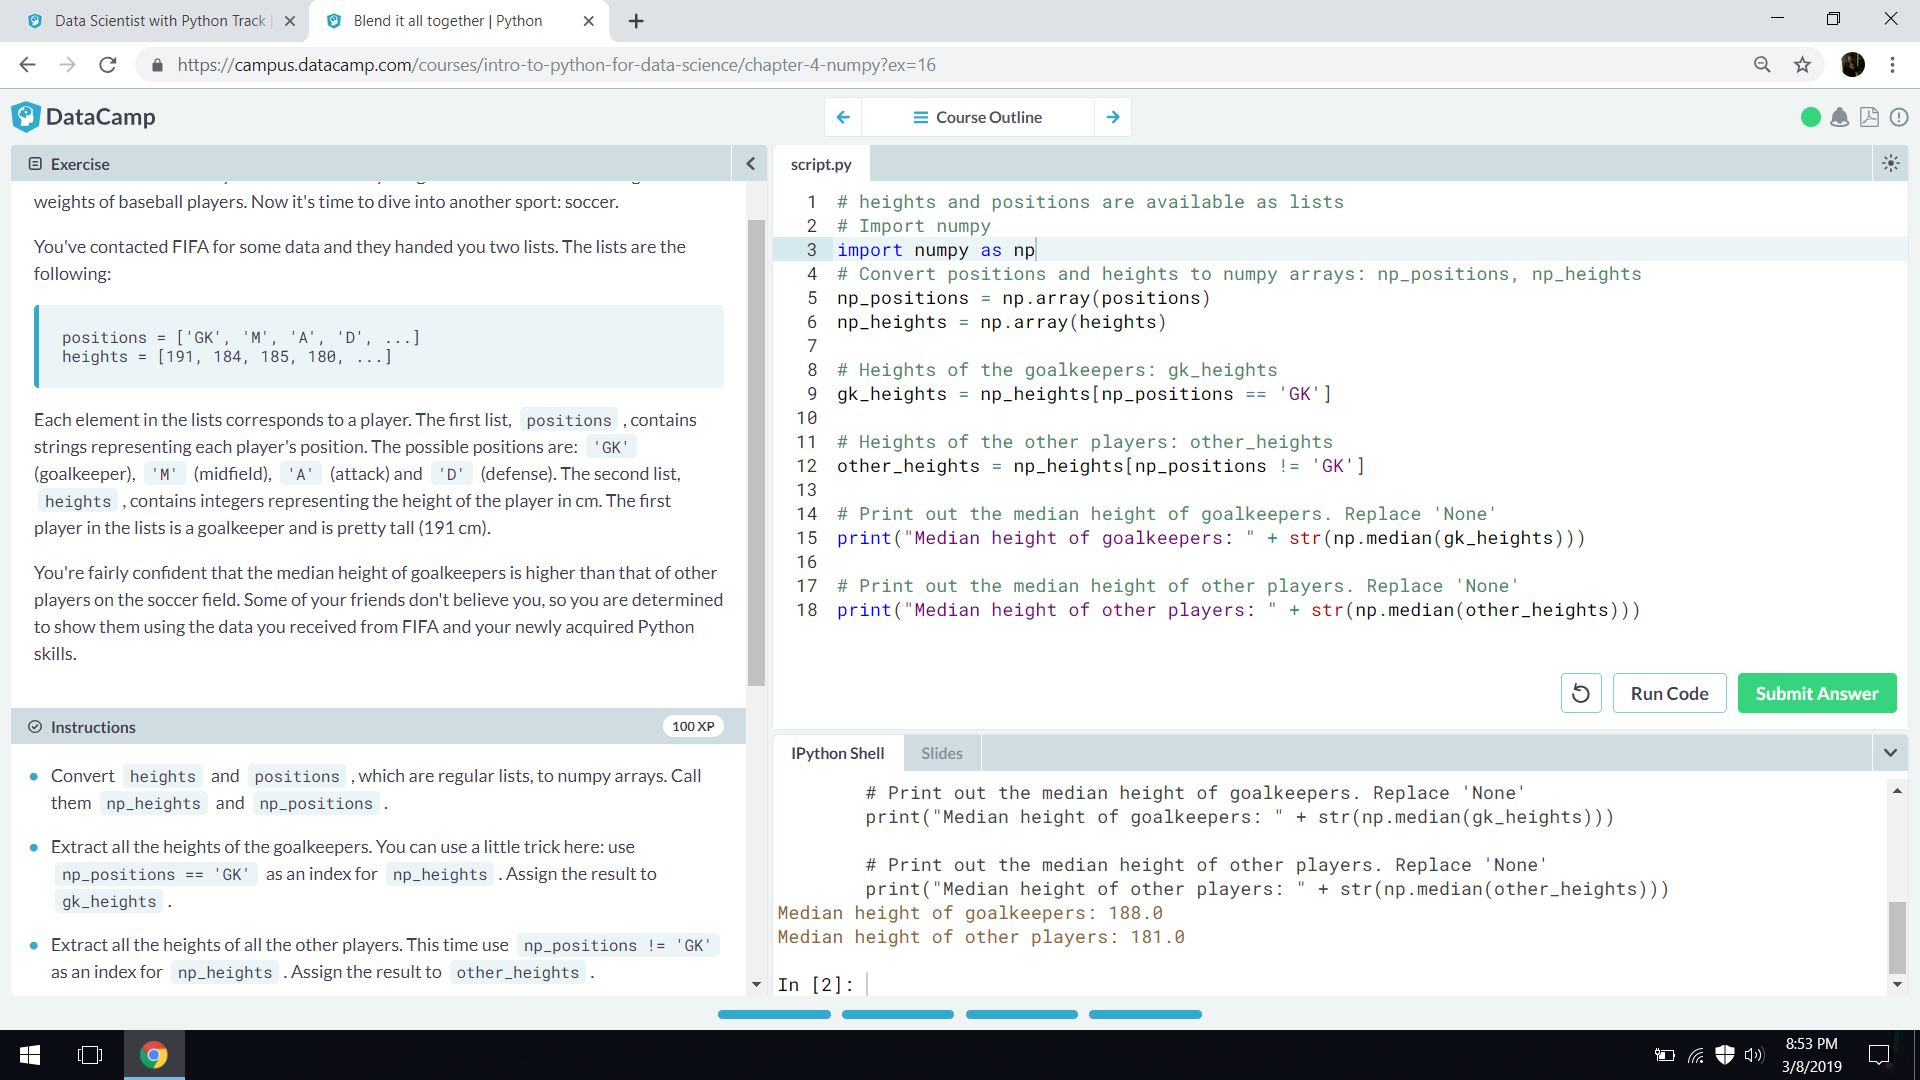 Data Scientist with Python Track
Blend it all together | Python
https://campus.datacamp.com/courses/intro-to-python-for-data-science/chapter-4-numpy?ex=16
DataCamp
Course Outline
Exercise
weights of baseball players. Now it's time to dive into another sport: soccer.
You've contacted FIFA for some data and they handed you two lists. The lists are the
following:
positions = ['GK', 'M', 'A', 'D', ...]
heights = [191, 184, 185, 180, ...]
Each element in the lists corresponds to a player. The first list, positions , contains
strings representing each player's position. The possible positions are: 'GK'
(goalkeeper), 'M' (midfield), 'A' (attack) and 'D' (defense). The second list,
heights , contains integers representing the height of the player in cm. The first
player in the lists is a goalkeeper and is pretty tall (191 cm).
You're fairly confident that the median height of goalkeepers is higher than that of other
players on the soccer field. Some of your friends don't believe you, so you are determined
to show them using the data you received from FIFA and your newly acquired Python
skills.
Instructions
100 XP
Convert heights and positions , which are regular lists, to numpy arrays. Call
them np_heights and np_positions .
Extract all the heights of the goalkeepers. You can use a little trick here: use
np_positions == 'GK' as an index for np_heights . Assign the result to
gk_heights .
Extract all the heights of all the other players. This time use np_positions != 'GK'
as an index for np_heights . Assign the result to other_heights .
script.py
1 # heights and positions are available as lists
2 # Import numpy
3 import numpy as np
4 # Convert positions and heights to numpy arrays: np_positions, np_heights
5 np_positions = np.array(positions)
6 np_heights = np.array(heights)
7
8 # Heights of the goalkeepers: gk_heights
9 gk_heights = np_heights[np_positions == 'GK']
10
11 # Heights of the other players: other_heights
12 other_heights = np_heights[np_positions != 'GK']
13
14 # Print out the median height of goalkeepers. Replace 'None'
15 print("Median height of goalkeepers: " + str(np.median(gk_heights)))
16
17 # Print out the median height of other players. Replace 'None'
18 print("Median height of other players: " + str(np.median(other_heights)))
Run Code
Submit Answer
IPython Shell
Slides
# Print out the median height of goalkeepers. Replace 'None'
print("Median height of goalkeepers: " + str(np.median(gk_heights)))
# Print out the median height of other players. Replace 'None'
print("Median height of other players: " + str(np.median(other_heights)))
Median height of goalkeepers: 188.0
Median height of other players: 181.0
In [2]:
8:53 PM
3/8/2019